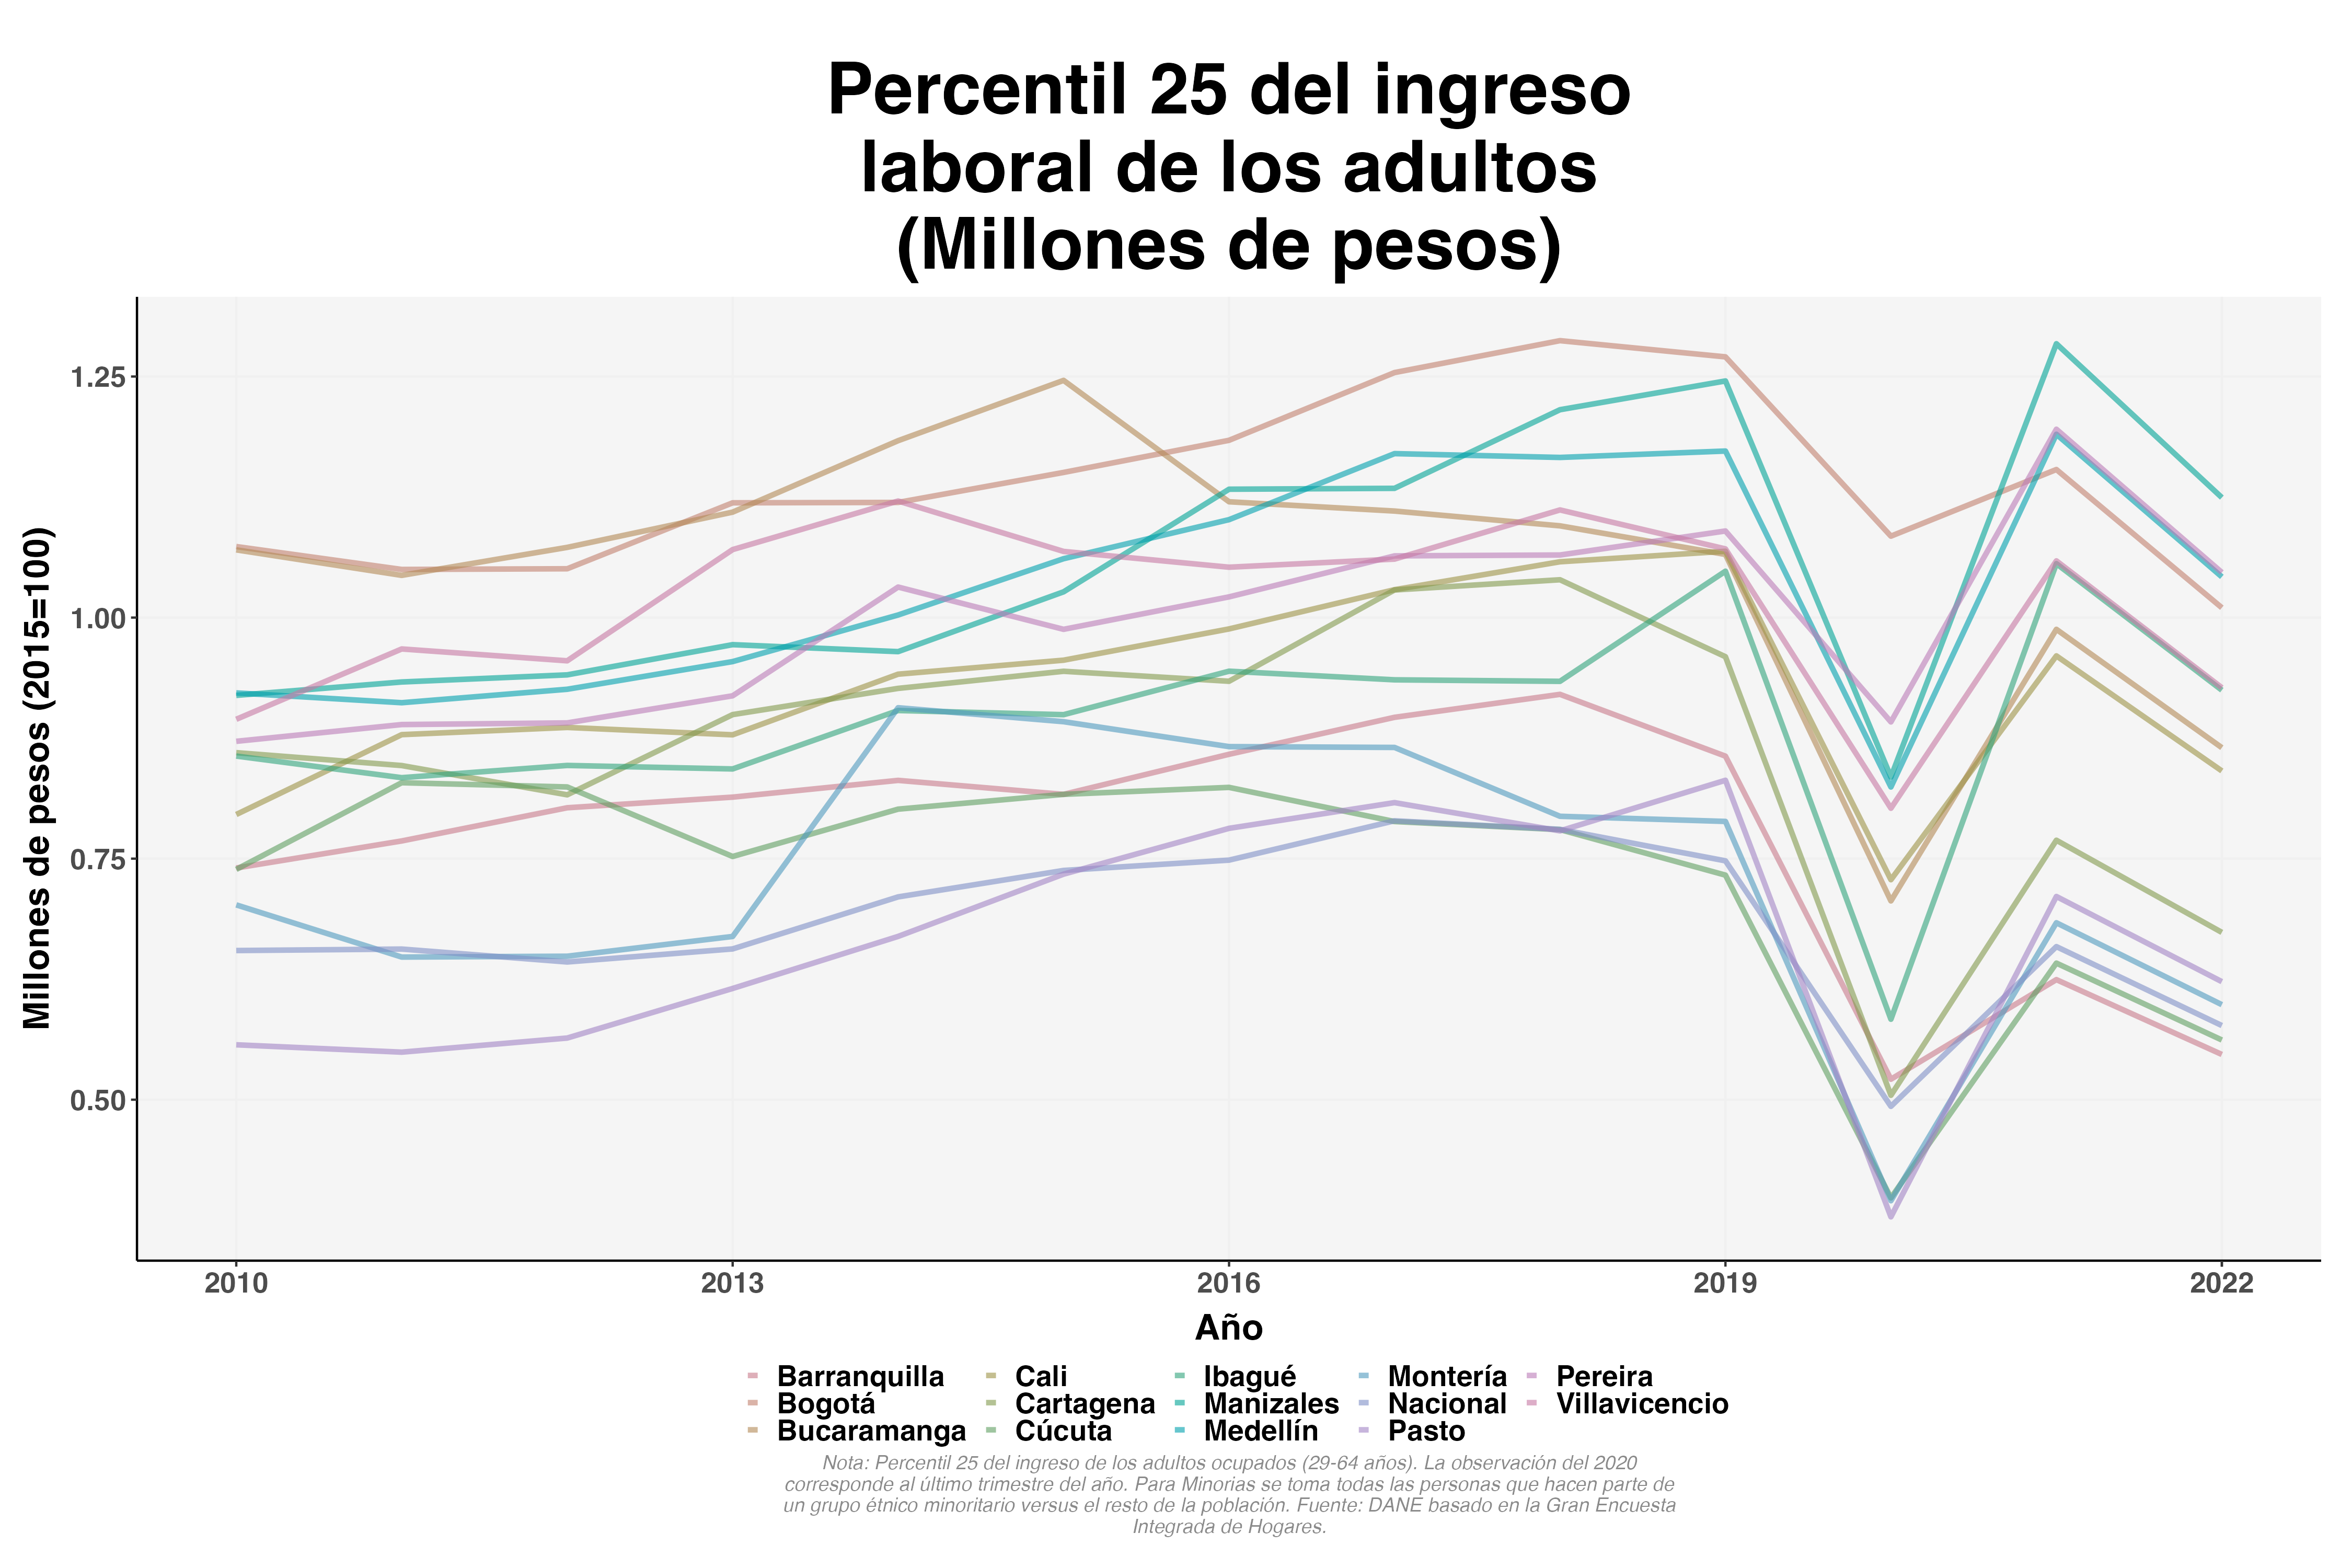 Percentil 25 del ingreso
laboral de los adultos
(Millones de pesos)
Millones de pesos (2015=100)
1.25
1.00
0.75
0.50
2010 2013 2016 2019 2022
Año
Barranquilla Cali Ibagué Montería Pereira
Bogotá Cartagena Manizales Nacional Villavicencio
Bucaramanga Cúcuta Medellín Pasto
Nota: Percentil 25 del ingreso de los adultos ocupados (29-64 años). La observación del 2020
corresponde al último trimestre del año. Para Minorias se toma todas las personas que hacen parte de
un grupo étnico minoritario versus el resto de la población. Fuente: DANE basado en la Gran Encuesta
Integrada de Hogares.